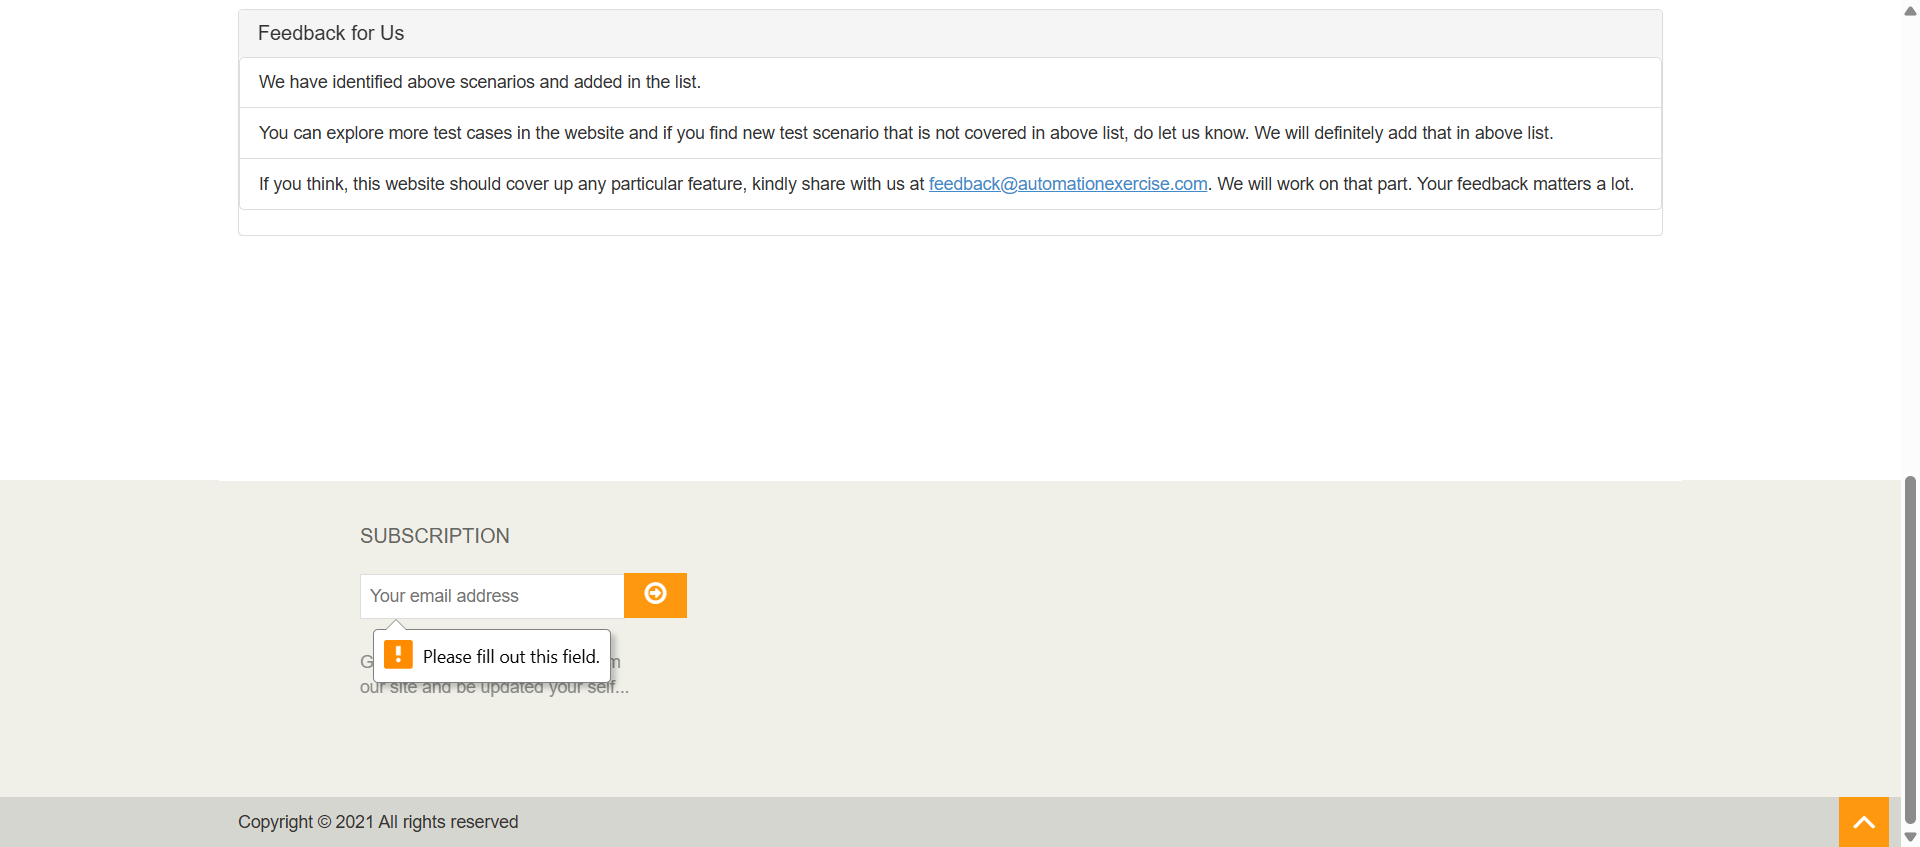 Feedback for Us
We have identified above scenarios and added in the list.
You can explore more test cases in the website and if you find new test scenario that is not covered in above list, do let us know. We will definitely add that in above list.
If you think, this website should cover up any particular feature, kindly share with us at feedback@automationexercise.com. We will work on that part. Your feedback matters a lot.
SUBSCRIPTION
Your email address
Please fill out this field.
our site and be updated your self...
Copyright © 2021 All rights reserved